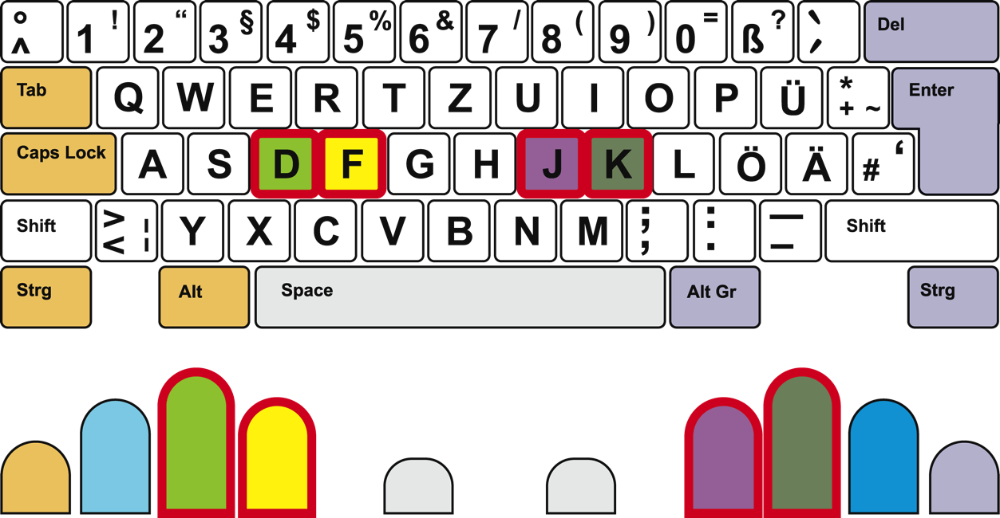 ° ^ 1 ! 2 “ 3 § 4 $ 5 % 6 & 7 / 8 ( 9 ) 0 = ß ? ` ´ Del
Tab Q W E R T Z U I O P Ü * + ~ Enter
Caps Lock A S D F G H J K L Ö Ä # ‘
Shift > < ¦ Y X C V B N M ; , : . — – Shift
Strg Alt Space Alt Gr Strg